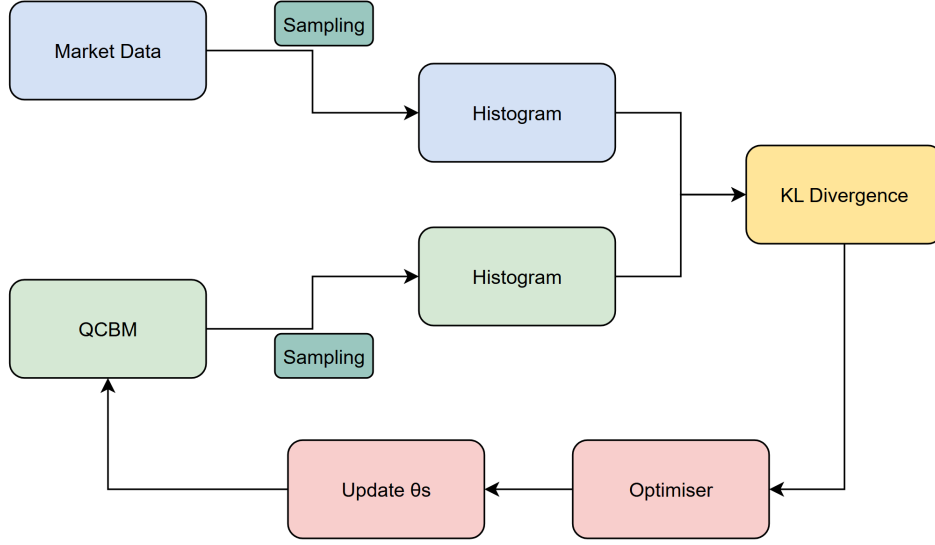 Sampling
Market Data
Histogram
KL Divergence
Histogram
QCBM
Sampling
Update θs
Optimiser